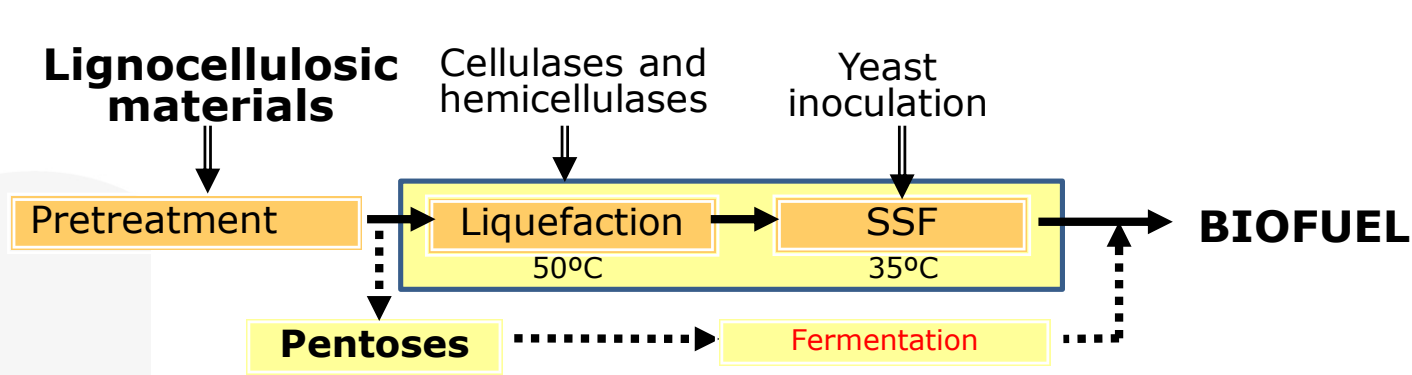 Lignocellulosic
materials
Cellulases and
hemicellulases
Yeast
inoculation
Pretreatment
Liquefaction
SSF
BIOFUEL
50ºC
35ºC
Pentoses
Fermentation